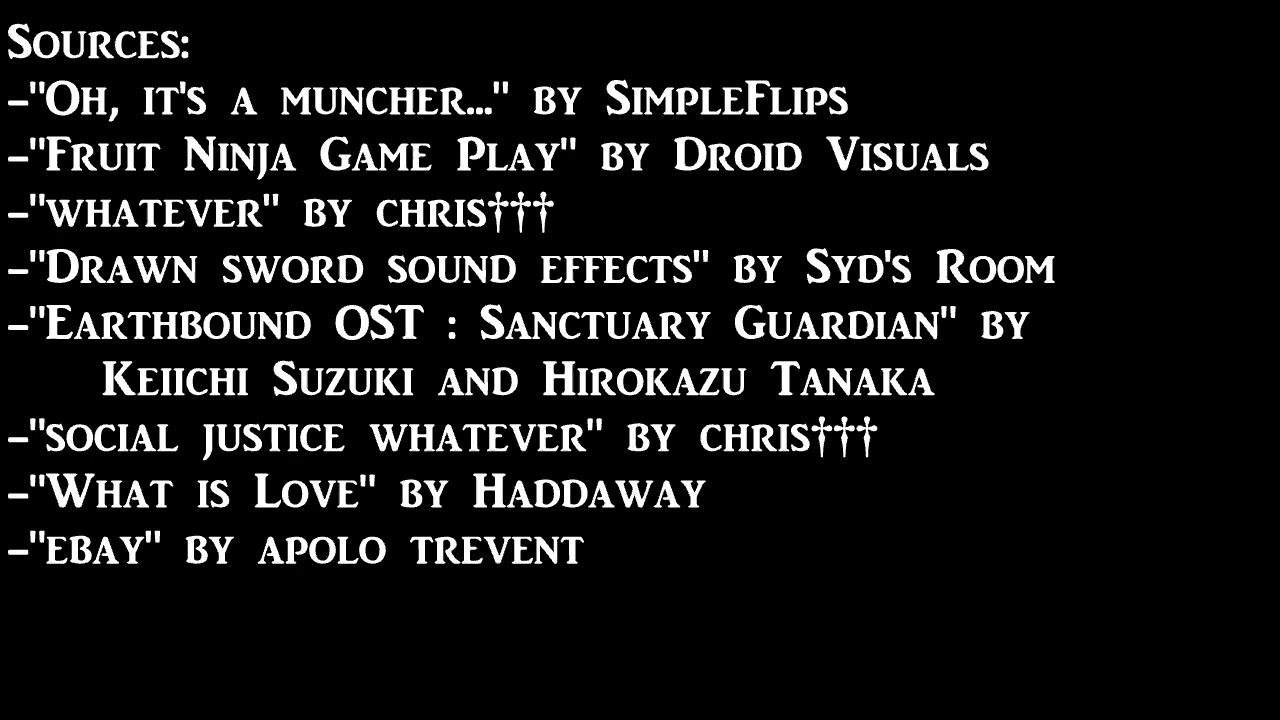 Sources:
-"Oh, it's a muncher..." by SimpleFlips
-"Fruit Ninja Game Play" by Droid Visuals
-"whatever" by chris†††
-"Drawn sword sound effects" by Syd's Room
-"Earthbound OST : Sanctuary Guardian" by
Keiichi Suzuki and Hirokazu Tanaka
-"social justice whatever" by chris†††
-"What is Love" by Haddaway
-"ebay" by apolo trevent